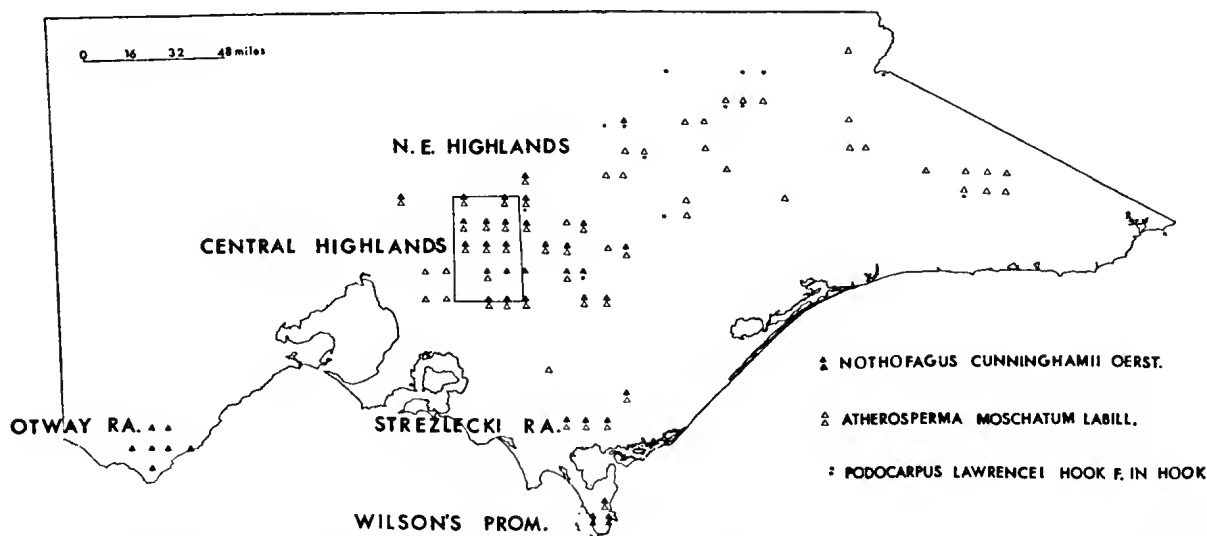 0 16 32 48 miles
N.E. HIGHLANDS
CENTRAL HIGHLANDS
NOTHOFAGUS CUNNINGHAMII OERST.
OTWAY RA.
STREZLECKI RA.
ATHEROSPERMA MOSCHATUM LABILL.
PODOCARPUS LAWRENCEI HOOK F. IN HOOK
WILSON'S PROM.